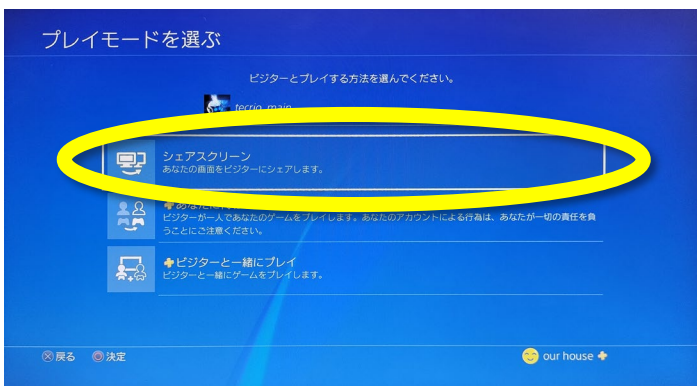 プレイモードを選ぶ
ビジターとプレイする方法を選んでください。
tecrio_main
シェアスクリーン
あなたの画面をビジターにシェアします。
ビジターが一人であなたのゲームをプレイします。あなたのアカウントによる行為は、あなたが一切の責任を負
うことにご注意ください。
ビジターと一緒にプレイ
ビジターと一緒にゲームをプレイします。
戻る 決定 our house